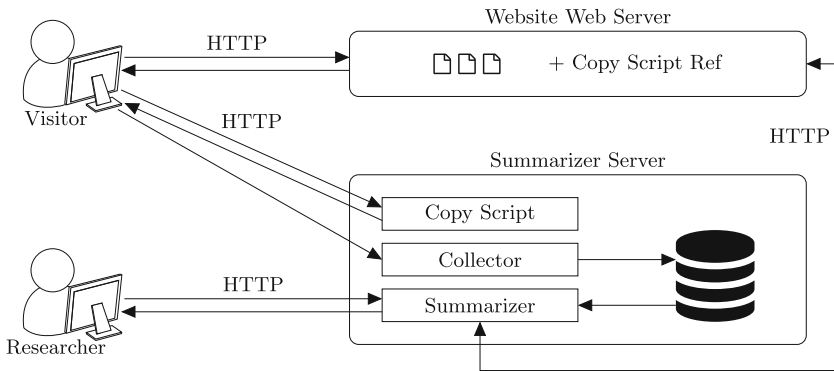 Website Web Server
HTTP
+ Copy Script Ref
Visitor
HTTP
HTTP
Summarizer Server
Copy Script
Collector
HTTP
Summarizer
Researcher